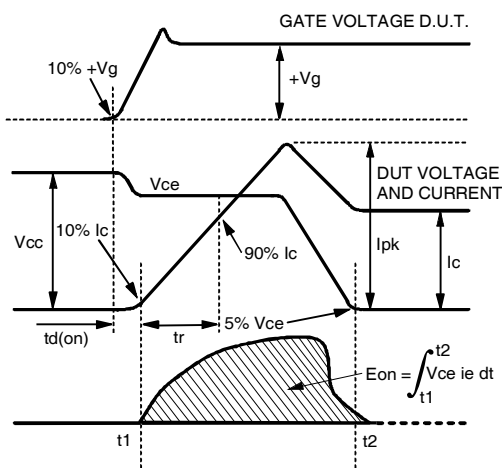 GATE VOLTAGE D.U.T.
10% +Vg
+Vg
DUT VOLTAGE
AND CURRENT
Vce
Vcc
10% Ic
90% Ic
Ipk
Ic
td(on)
tr
5% Vce
Eon = ∫ Vce ie dt
t2
t1
t1
t2